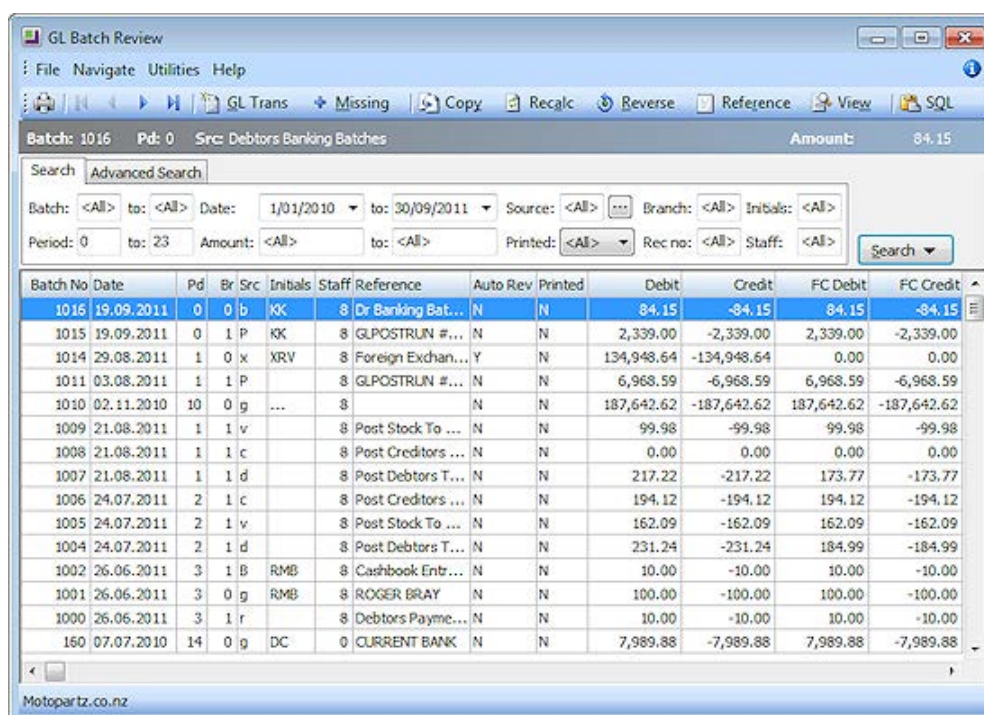 GL Batch Review
File Navigate Utilities Help
GL Trans Missing Copy Recalc Reverse Reference View SQL
Batch: 1016 Pd: 0 Src: Debtors Banking Batches Amount: 84.15
Search Advanced Search
Batch: <All> to: <All> Date: 1/01/2010 to: 30/09/2011 Source: <All> ... Branch: <All> Initials: <All>
Period: 0 to: 23 Amount: <All> to: <All> Printed: <All> Rec no: <All> Staff: <All> Search
Batch No Date Pd Br Src Initials Staff Reference Auto Rev Printed Debit Credit FC Debit FC Credit
1016 19.09.2011 0 0 b KK 8 Dr Banking Bat... N N 84.15 -84.15 84.15 -84.15
1015 19.09.2011 0 1 P KK 8 GLPOSTRUN #... N N 2,339.00 -2,339.00 2,339.00 -2,339.00
1014 29.08.2011 1 0 x XRV 8 Foreign Exchan... Y N 134,948.64 -134,948.64 0.00 0.00
1011 03.08.2011 1 1 P 8 GLPOSTRUN #... N N 6,968.59 -6,968.59 6,968.59 -6,968.59
1010 02.11.2010 10 0 g ... 8 N N 187,642.62 -187,642.62 187,642.62 -187,642.62
1009 21.08.2011 1 1 v 8 Post Stock To ... N N 99.98 -99.98 99.98 -99.98
1008 21.08.2011 1 1 c 8 Post Creditors ... N N 0.00 0.00 0.00 0.00
1007 21.08.2011 1 1 d 8 Post Debtors T... N N 217.22 -217.22 173.77 -173.77
1006 24.07.2011 2 1 c 8 Post Creditors ... N N 194.12 -194.12 194.12 -194.12
1005 24.07.2011 2 1 v 8 Post Stock To ... N N 162.09 -162.09 162.09 -162.09
1004 24.07.2011 2 1 d 8 Post Debtors T... N N 231.24 -231.24 184.99 -184.99
1002 26.06.2011 3 1 B RMB 8 Cashbook Entr... N N 10.00 -10.00 10.00 -10.00
1001 26.06.2011 3 0 g RMB 8 ROGER BRAY N N 100.00 -100.00 100.00 -100.00
1000 26.06.2011 3 1 r 8 Debtors Payme... N N 10.00 -10.00 10.00 -10.00
160 07.07.2010 14 0 g DC 0 CURRENT BANK N N 7,989.88 -7,989.88 7,989.88 -7,989.88
Motopartz.co.nz